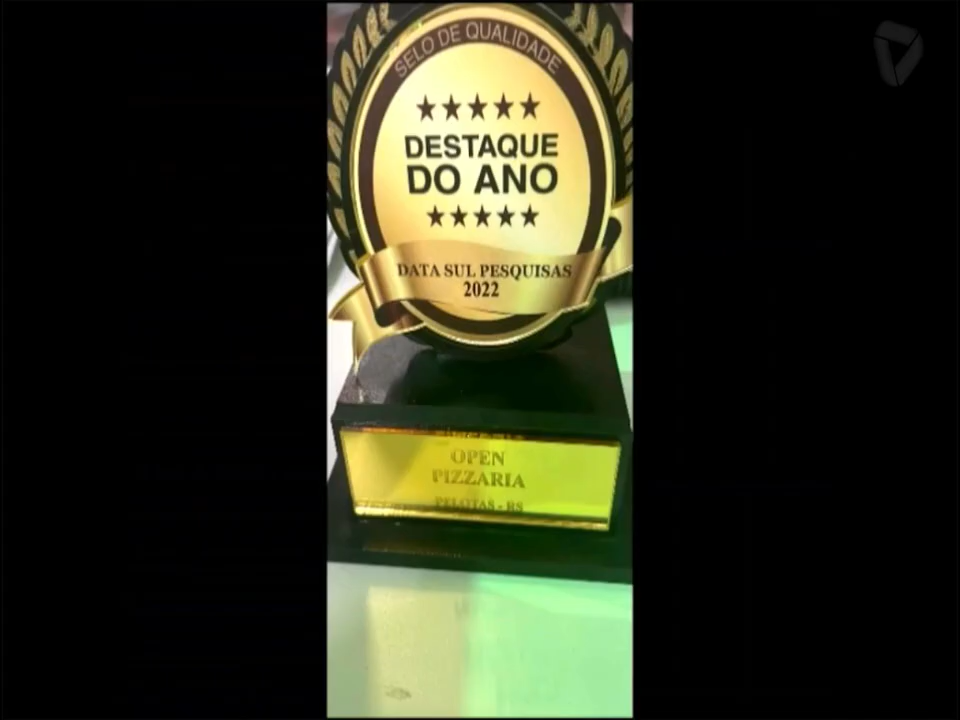 SELO DE QUALIDADE
DESTAQUE
DO ANO
DATA SUL PESQUISAS
2022
OPEN
PIZZARIA
PELOTAS - RS